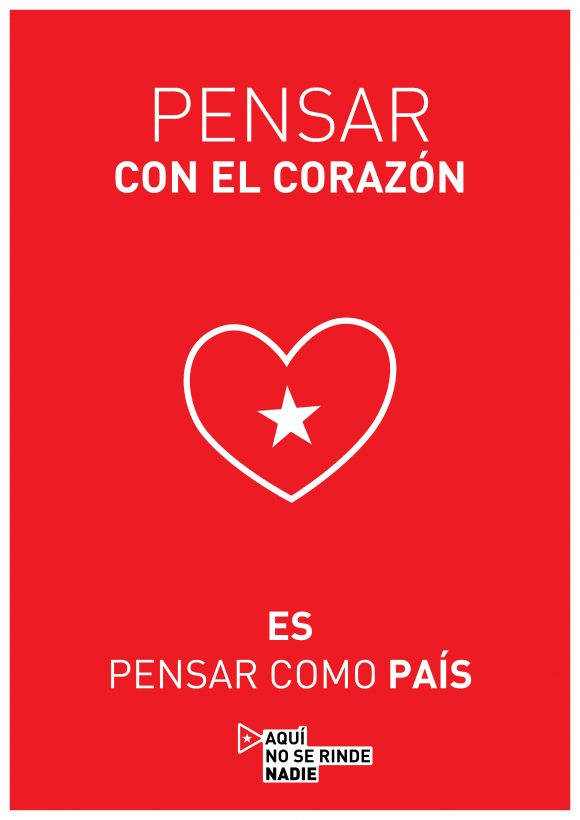 PENSAR
CON EL CORAZÓN
ES
PENSAR COMO PAÍS
AQUÍ
NO SE RINDE
NADIE